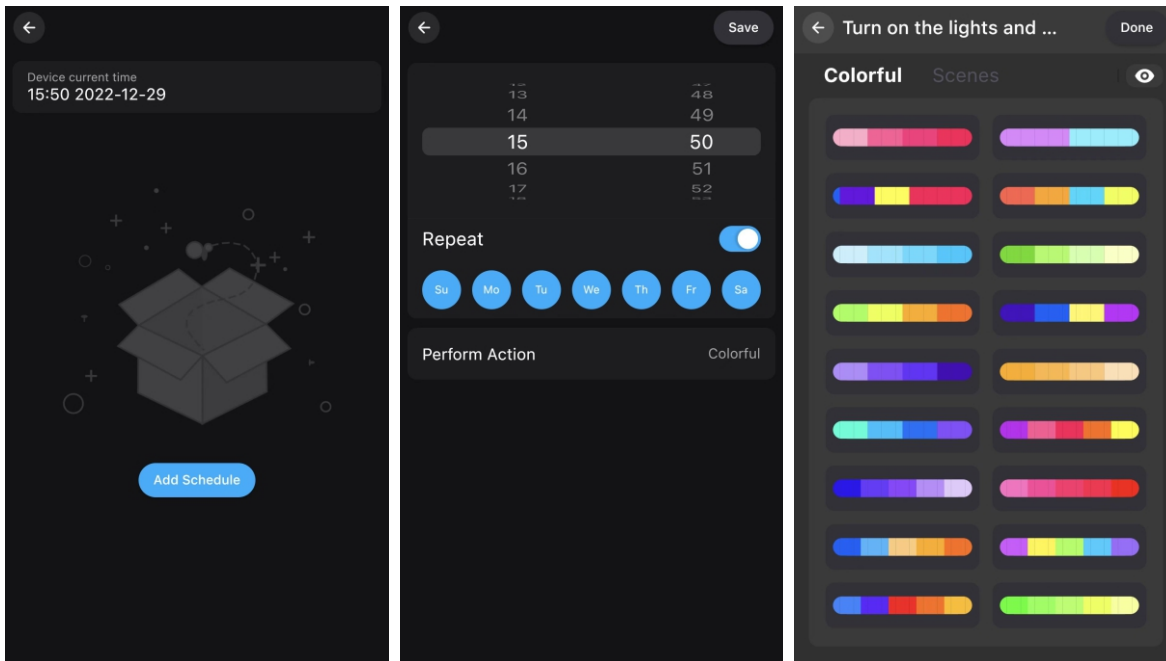 Device current time
15:50 2022-12-29
Add Schedule
Save
13 48
14 49
15 50
16 51
17 52
Repeat
Su Mo Tu We Th Fr Sa
Perform Action Colorful
Turn on the lights and ... Done
Colorful Scenes